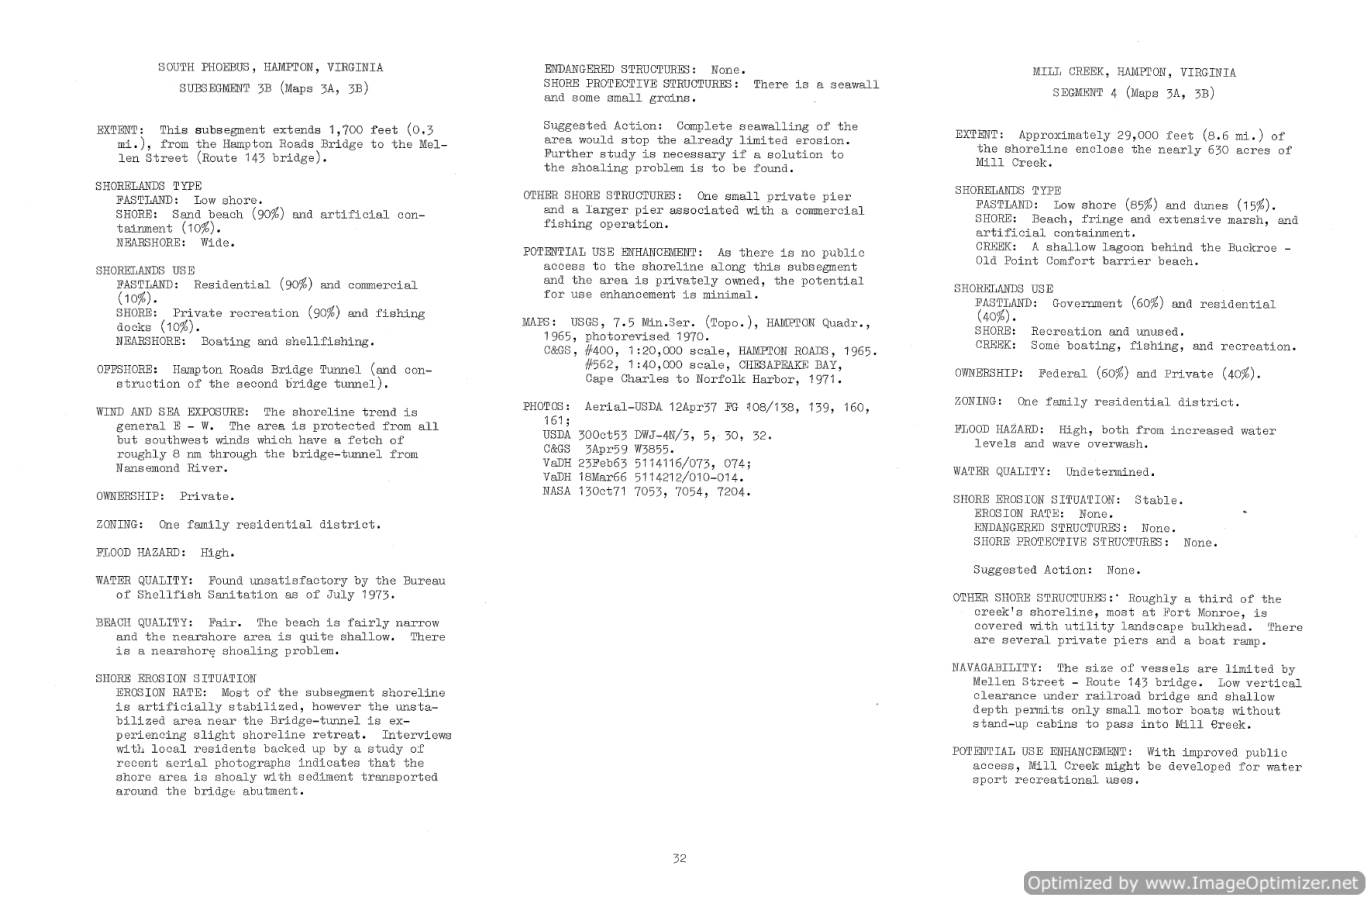 SOUTH PHOEBUS, HAMPTON, VIRGINIA
SUBSEGMENT 3B (Maps 3A, 3B)
EXTENT: This subsegment extends 1,700 feet (0.3
mi.), from the Hampton Roads Bridge to the Mel-
len Street (Route 143 bridge).
SHORELANDS TYPE
FASTLAND: Low shore.
SHORE: Sand beach (90%) and artificial con-
tainment (10%).
NEARSHORE: Wide.
SHORELANDS USE
FASTLAND: Residential (90%) and commercial
(10%).
SHORE: Private recreation (90%) and fishing
docks (10%).
NEARSHORE: Boating and shellfishing.
OFFSHORE: Hampton Roads Bridge Tunnel (and con-
struction of the second bridge tunnel).
WIND AND SEA EXPOSURE: The shoreline trend is
general E - W. The area is protected from all
but southwest winds which have a fetch of
roughly 8 nm through the bridge-tunnel from
Nansemond River.
OWNERSHIP: Private.
ZONING: One family residential district.
FLOOD HAZARD: High.
WATER QUALITY: Found unsatisfactory by the Bureau
of Shellfish Sanitation as of July 1973.
BEACH QUALITY: Fair. The beach is fairly narrow
and the nearshore area is quite shallow. There
is a nearshore shoaling problem.
SHORE EROSION SITUATION
EROSION RATE: Most of the subsegment shoreline
is artificially stabilized, however the unsta-
bilized area near the Bridge-tunnel is ex-
periencing slight shoreline retreat. Interviews
with local residents backed up by a study of
recent aerial photographs indicates that the
shore area is shoaly with sediment transported
around the bridge abutment.
ENDANGERED STRUCTURES: None.
SHORE PROTECTIVE STRUCTURES: There is a seawall
and some small groins.
Suggested Action: Complete seawalling of the
area would stop the already limited erosion.
Further study is necessary if a solution to
the shoaling problem is to be found.
OTHER SHORE STRUCTURES: One small private pier
and a larger pier associated with a commercial
fishing operation.
POTENTIAL USE ENHANCEMENT: As there is no public
access to the shoreline along this subsegment
and the area is privately owned, the potential
for use enhancement is minimal.
MAPS: USGS, 7.5 Min.Ser. (Topo.), HAMPTON Quadr.,
1965, photorevised 1970.
C&GS, #400, 1:20,000 scale, HAMPTON ROADS, 1965.
#562, 1:40,000 scale, CHESAPEAKE BAY,
Cape Charles to Norfolk Harbor, 1971.
PHOTOS: Aerial-USDA 12Apr37 FG 108/138, 139, 160,
161;
USDA 30Oct53 DWJ-4N/3, 5, 30, 32.
C&GS 3Apr59 W3855.
VaDH 23Feb63 5114116/073, 074;
VaDH 18Mar66 5114212/010-014.
NASA 13Oct71 7053, 7054, 7204.
MILL CREEK, HAMPTON, VIRGINIA
SEGMENT 4 (Maps 3A, 3B)
EXTENT: Approximately 29,000 feet (8.6 mi.) of
the shoreline enclose the nearly 630 acres of
Mill Creek.
SHORELANDS TYPE
FASTLAND: Low shore (85%) and dunes (15%).
SHORE: Beach, fringe and extensive marsh, and
artificial containment.
CREEK: A shallow lagoon behind the Buckroe -
Old Point Comfort barrier beach.
SHORELANDS USE
FASTLAND: Government (60%) and residential
(40%).
SHORE: Recreation and unused.
CREEK: Some boating, fishing, and recreation.
OWNERSHIP: Federal (60%) and Private (40%).
ZONING: One family residential district.
FLOOD HAZARD: High, both from increased water
levels and wave overwash.
WATER QUALITY: Undetermined.
SHORE EROSION SITUATION: Stable.
EROSION RATE: None.
ENDANGERED STRUCTURES: None.
SHORE PROTECTIVE STRUCTURES: None.
Suggested Action: None.
OTHER SHORE STRUCTURES: Roughly a third of the
creek's shoreline, most at Fort Monroe, is
covered with utility landscape bulkhead. There
are several private piers and a boat ramp.
NAVAGABILITY: The size of vessels are limited by
Mellen Street - Route 143 bridge. Low vertical
clearance under railroad bridge and shallow
depth permits only small motor boats without
stand-up cabins to pass into Mill Creek.
POTENTIAL USE ENHANCEMENT: With improved public
access, Mill Creek might be developed for water
sport recreational uses.
32
Optimized by www.ImageOptimizer.net